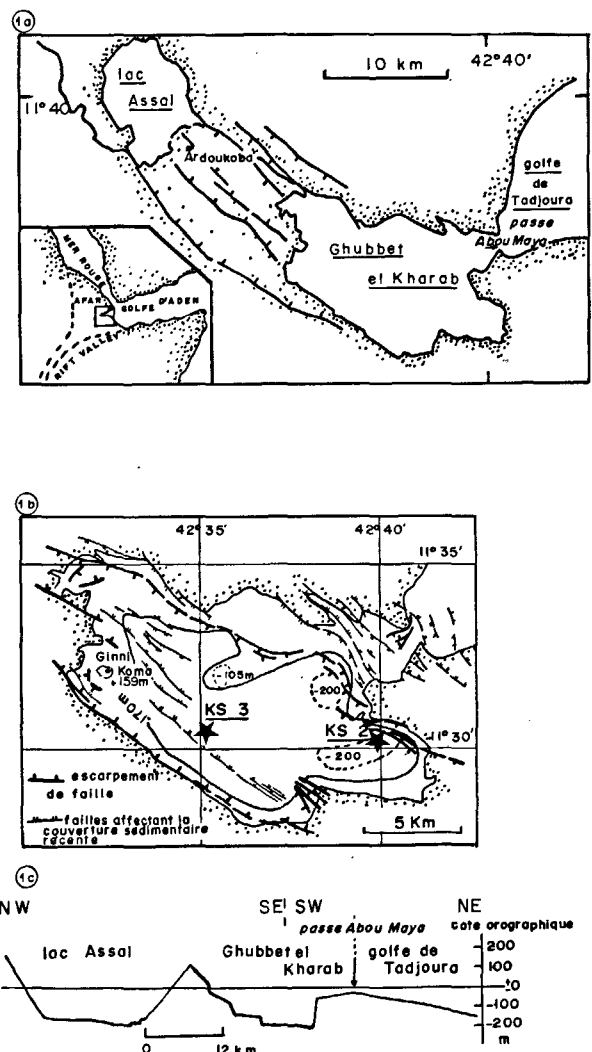 1a
lac
Assal
10 km
42°40'
11°40'
Ardoukoba
golfe
de
Tadjoura
passe
Abou Maya
Ghubbet
el Kharab
MER ROUGE
AFAR
GOLFE D'ADEN
RIFT VALLEY
1b
42°35'
42°40'
11°35'
Ginni
Koma
+159m
-105m
-200
170m
KS 3
KS 2
11°30'
200
escarpement
de faille
failles affectant la
couverture sédimentaire
récente
5 Km
1c
NW
SE SW
NE
passe Abou Maya
cote orographique
lac Assal
Ghubbet el
Kharab
golfe de
Tadjoura
200
100
±0
-100
-200
m
0
12 km